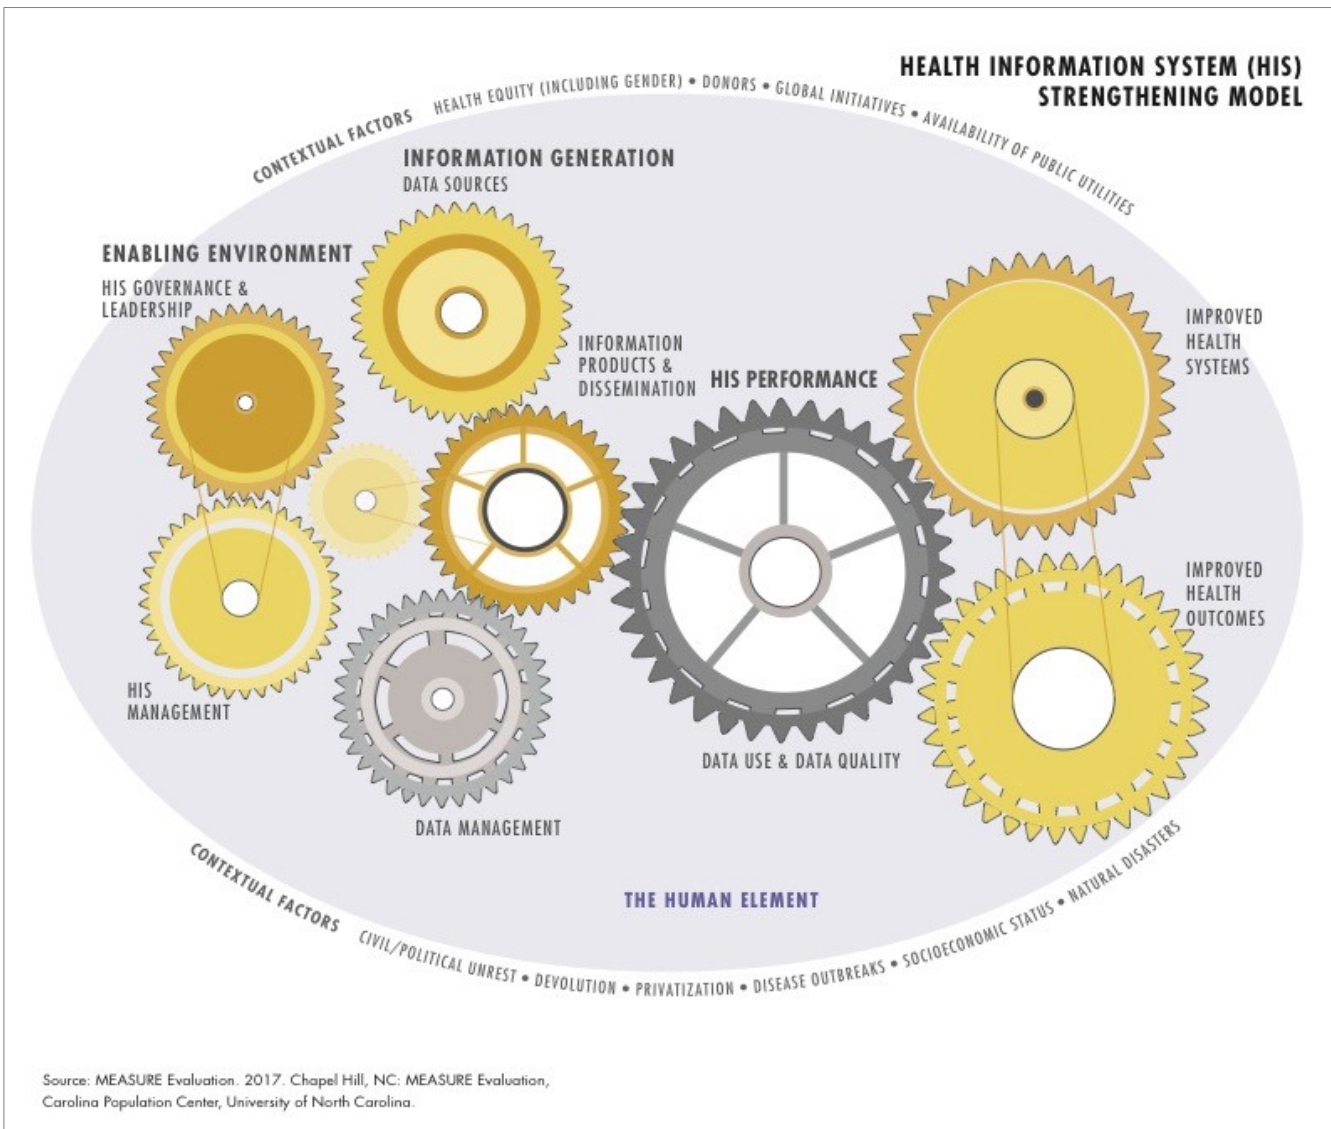 HEALTH INFORMATION SYSTEM (HIS)
STRENGTHENING MODEL
CONTEXTUAL FACTORS HEALTH EQUITY (INCLUDING GENDER) • DONORS • GLOBAL INITIATIVES • AVAILABILITY OF PUBLIC UTILITIES
INFORMATION GENERATION
DATA SOURCES
ENABLING ENVIRONMENT
HIS GOVERNANCE &
LEADERSHIP
INFORMATION
PRODUCTS &
DISSEMINATION
HIS PERFORMANCE
IMPROVED
HEALTH
SYSTEMS
IMPROVED
HEALTH
OUTCOMES
HIS
MANAGEMENT
DATA USE & DATA QUALITY
DATA MANAGEMENT
THE HUMAN ELEMENT
CONTEXTUAL FACTORS CIVIL/POLITICAL UNREST • DEVOLUTION • PRIVATIZATION • DISEASE OUTBREAKS • SOCIOECONOMIC STATUS • NATURAL DISASTERS
Source: MEASURE Evaluation. 2017. Chapel Hill, NC: MEASURE Evaluation,
Carolina Population Center, University of North Carolina.